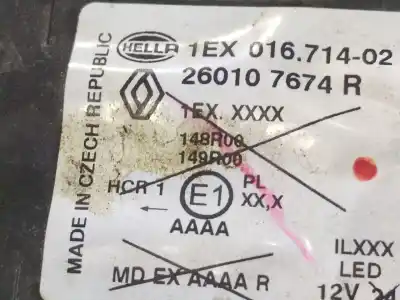 HELLA 1EX 016.714-02
26010 7674 R
1EX. XXXX
148R00
149R00
HCR 1 E1 PL
XX,X
AAAA
MD EX AAAA R
ILXXX
LED
12V 24
MADE IN CZECH REPUBLIC